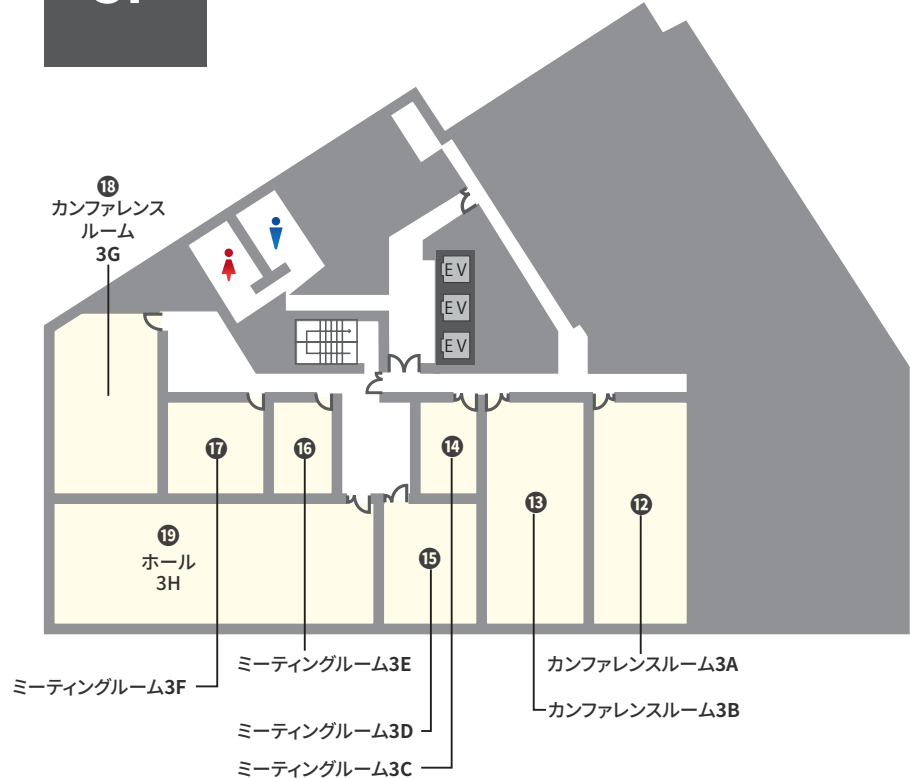 ⓲
カンファレンス
ルーム
3G
EV
EV
EV
⓱
⓰
⓮
⓭
⓬
⓳
ホール
3H
⓯
ミーティングルーム3E
カンファレンスルーム3A
ミーティングルーム3F
カンファレンスルーム3B
ミーティングルーム3D
ミーティングルーム3C